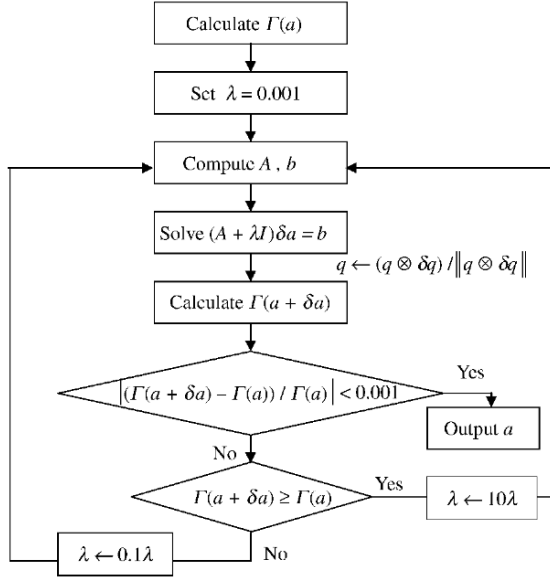 Calculate Γ(a)
Set λ = 0.001
Compute A , b
Solve (A + λI)δa = b
q ← (q ⊗ δq) / ‖q ⊗ δq‖
Calculate Γ(a + δa)
|(Γ(a + δa) – Γ(a)) / Γ(a)| < 0.001
Yes
Output a
No
Γ(a + δa) ≥ Γ(a)
Yes
λ ← 10λ
λ ← 0.1λ
No